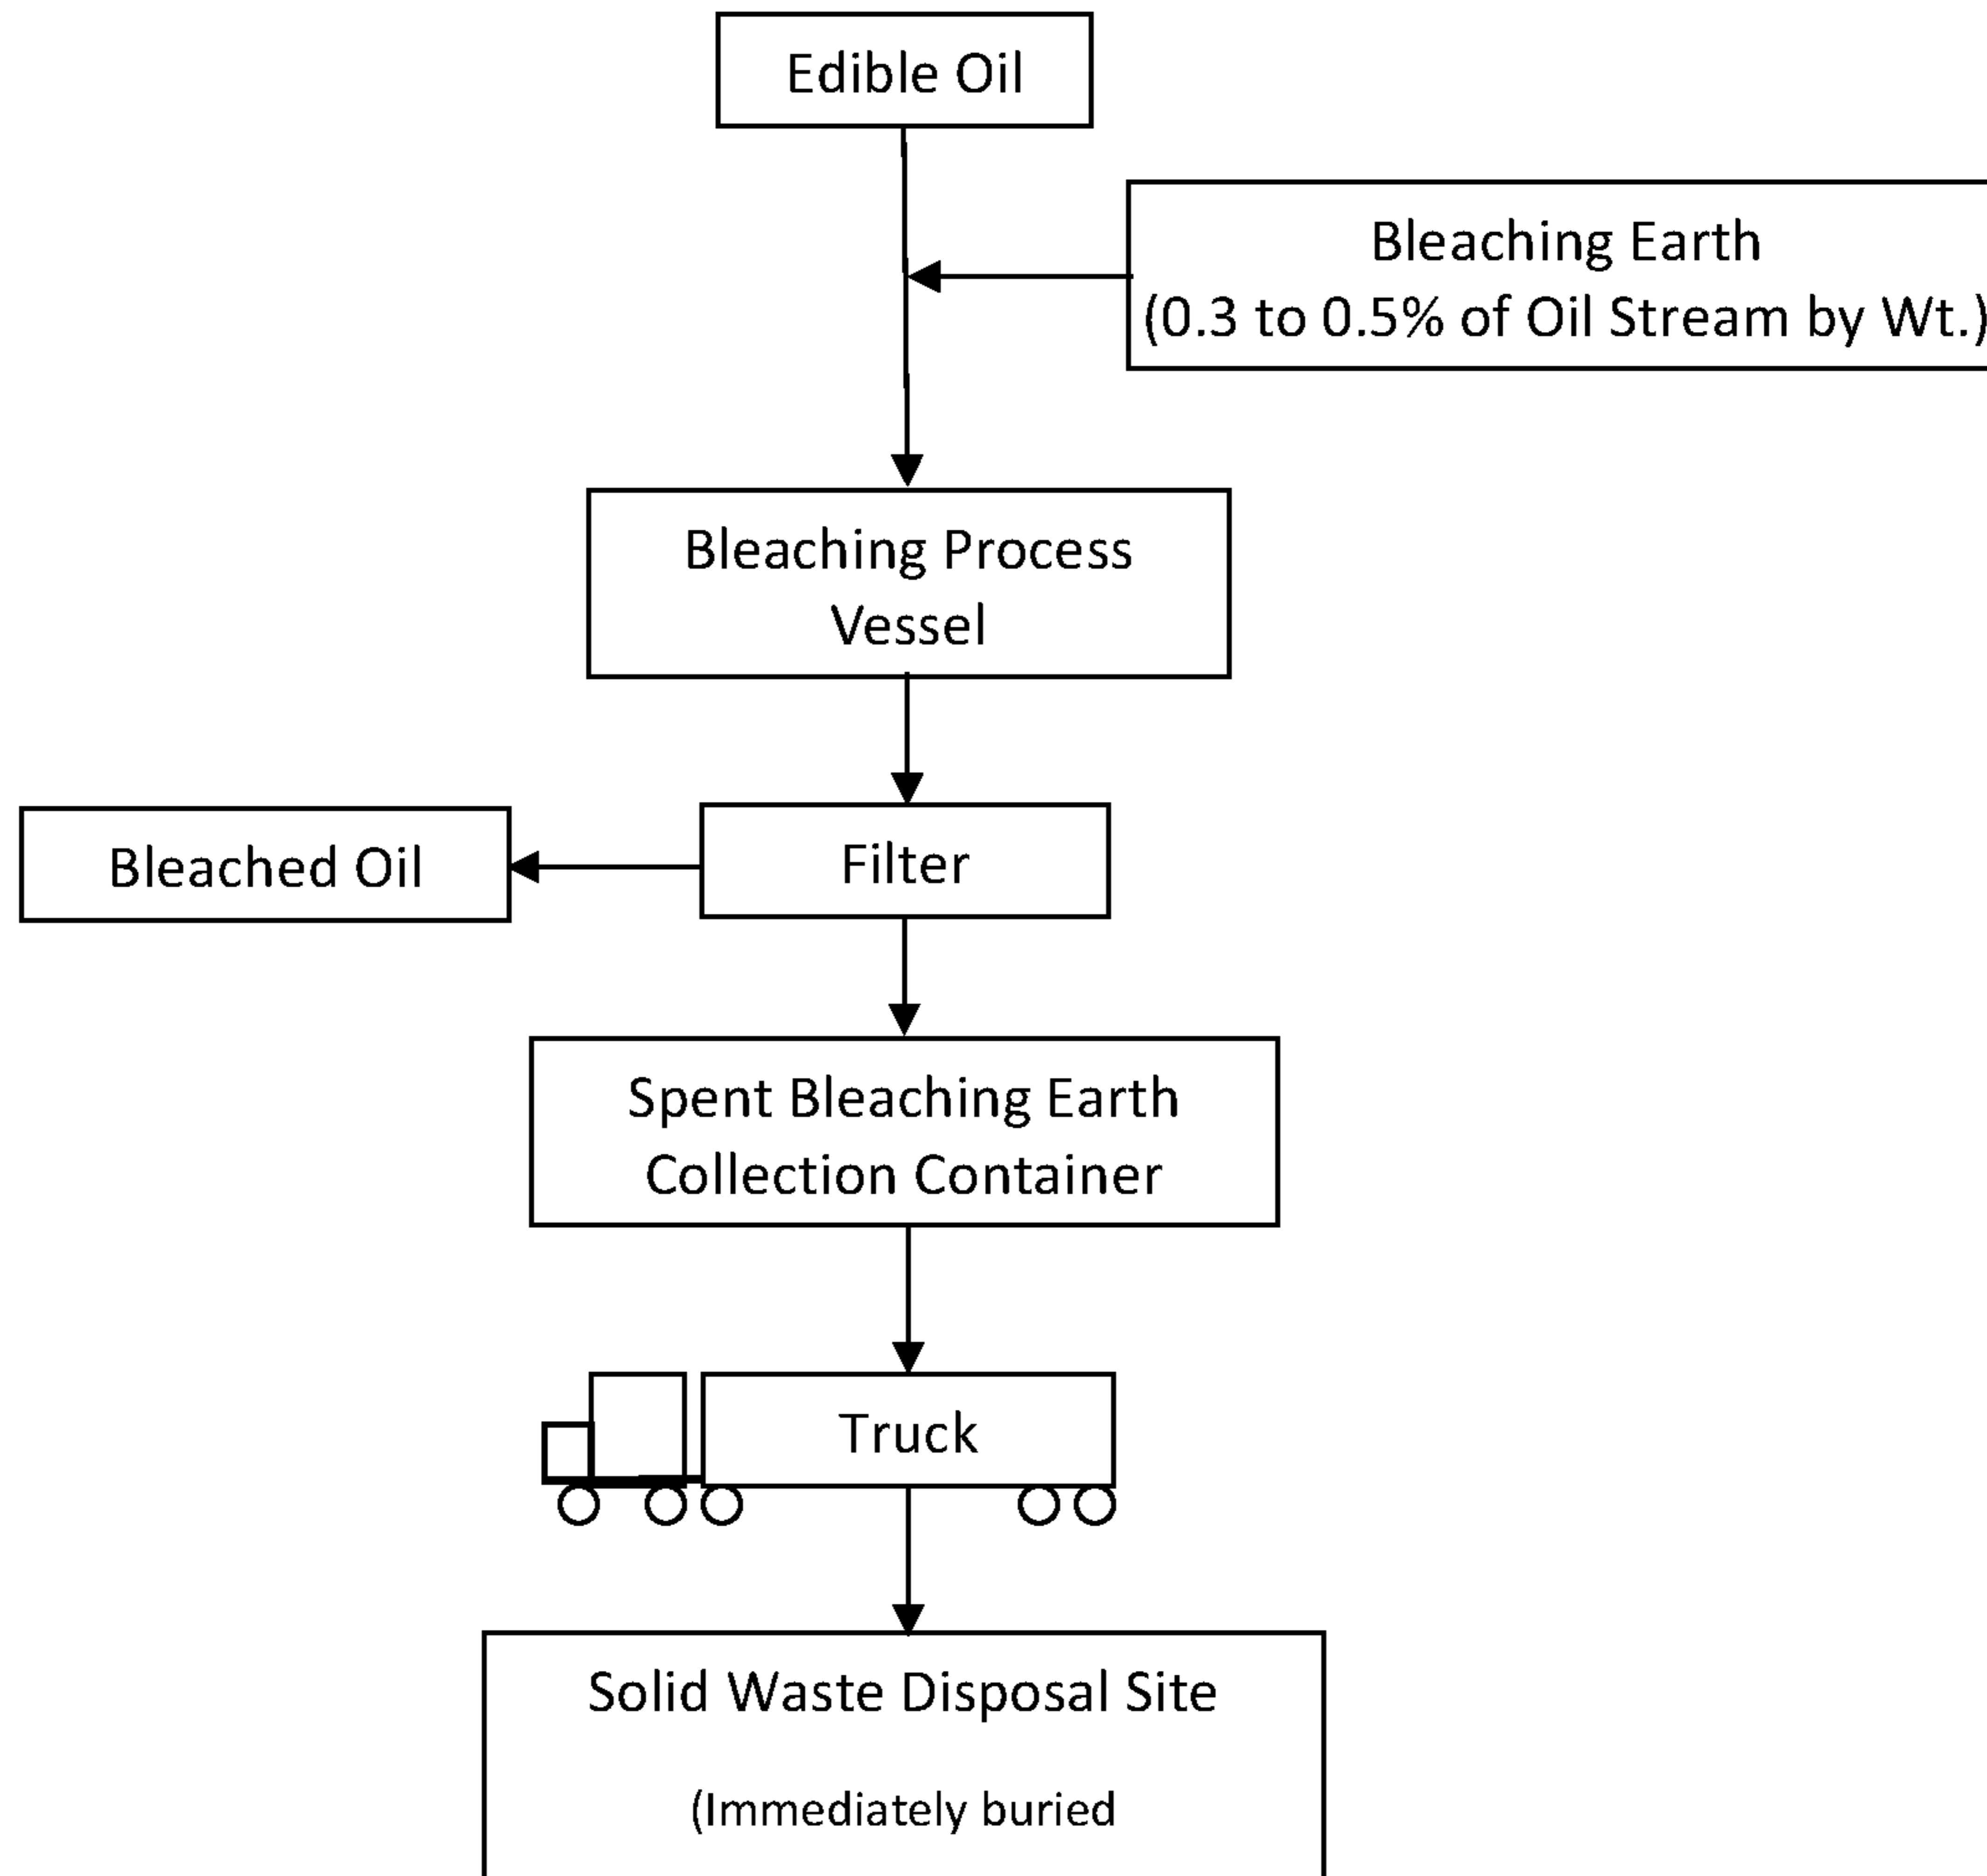 Edible Oil
Bleaching Earth
(0.3 to 0.5% of Oil Stream by Wt.)
Bleaching Process
Vessel
Bleached Oil
Filter
Spent Bleaching Earth
Collection Container
Truck
Solid Waste Disposal Site
(Immediately buried